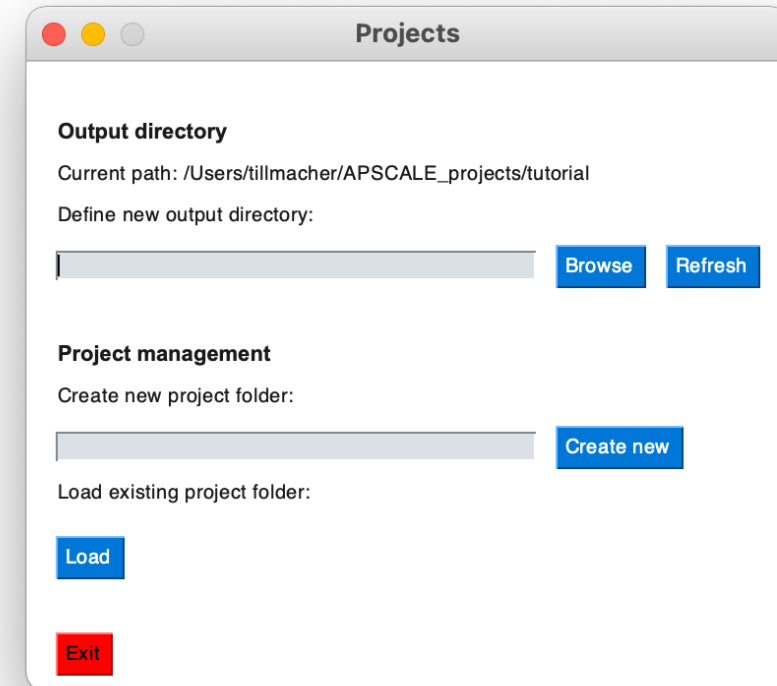 Projects
Output directory
Current path: /Users/tillmacher/APSCALE_projects/tutorial
Define new output directory:
Browse Refresh
Project management
Create new project folder:
Create new
Load existing project folder:
Load
Exit